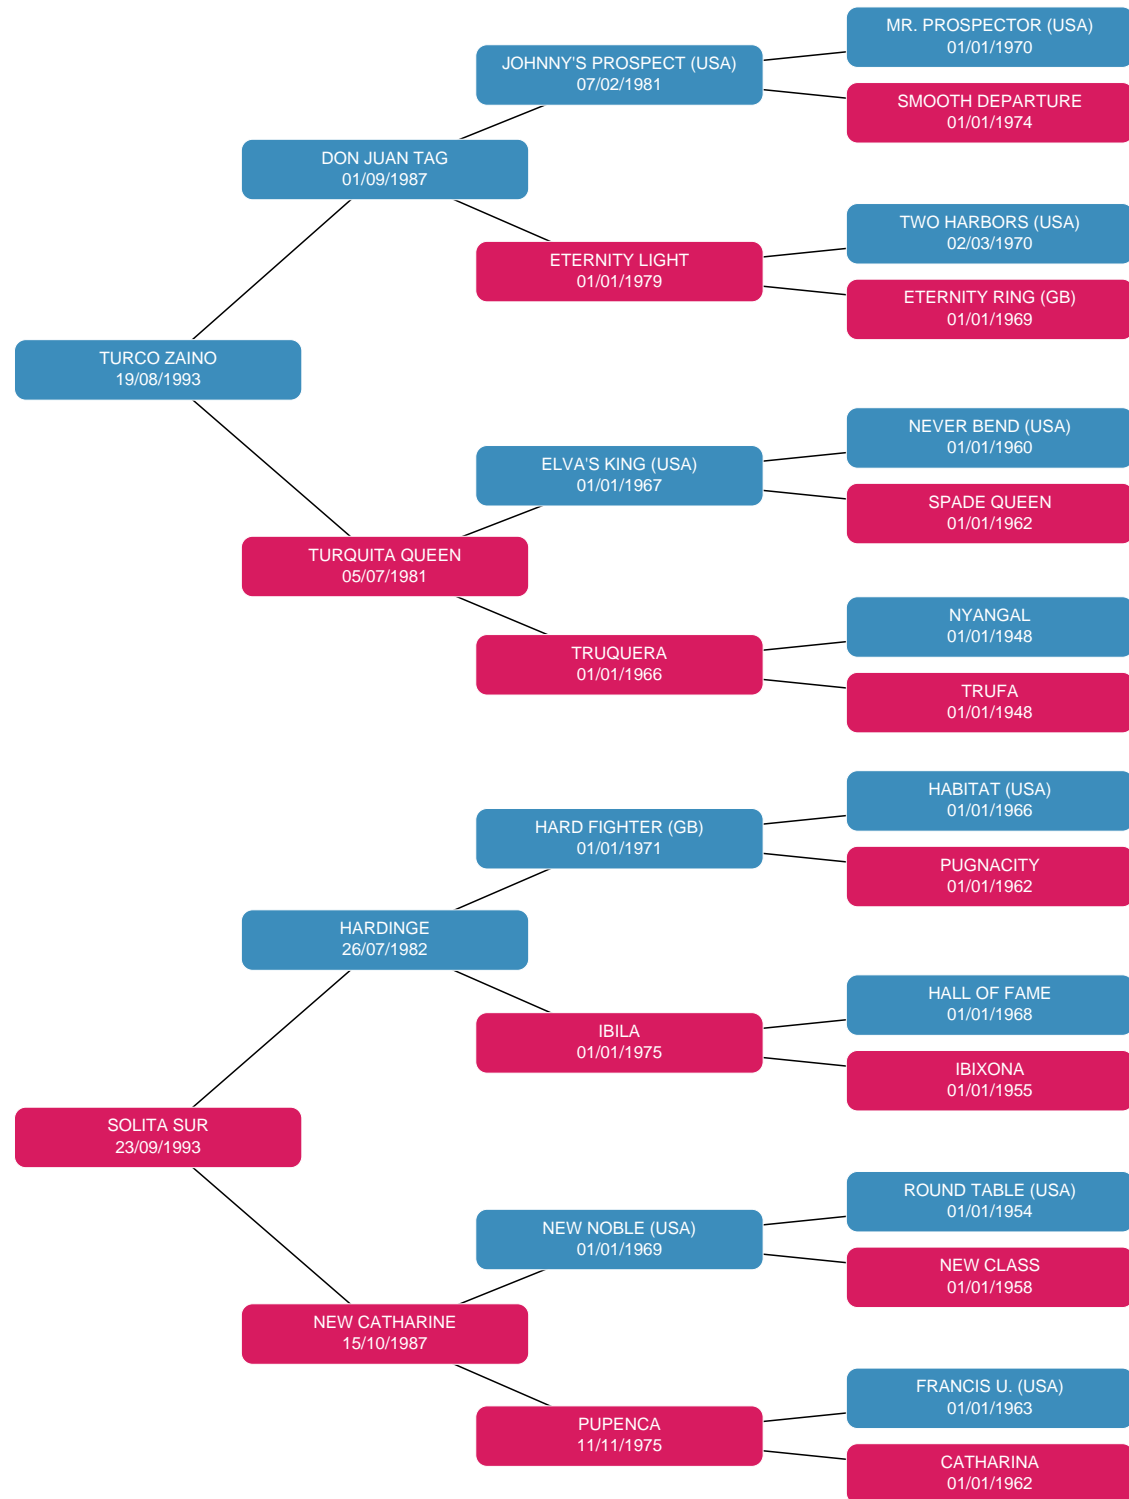 MR. PROSPECTOR (USA)
01/01/1970
JOHNNY'S PROSPECT (USA)
07/02/1981
SMOOTH DEPARTURE
01/01/1974
DON JUAN TAG
01/09/1987
TWO HARBORS (USA)
02/03/1970
ETERNITY LIGHT
01/01/1979
ETERNITY RING (GB)
01/01/1969
TURCO ZAINO
19/08/1993
NEVER BEND (USA)
01/01/1960
ELVA'S KING (USA)
01/01/1967
SPADE QUEEN
01/01/1962
TURQUITA QUEEN
05/07/1981
NYANGAL
01/01/1948
TRUQUERA
01/01/1966
TRUFA
01/01/1948
HABITAT (USA)
01/01/1966
HARD FIGHTER (GB)
01/01/1971
PUGNACITY
01/01/1962
HARDINGE
26/07/1982
HALL OF FAME
01/01/1968
IBILA
01/01/1975
IBIXONA
01/01/1955
SOLITA SUR
23/09/1993
ROUND TABLE (USA)
01/01/1954
NEW NOBLE (USA)
01/01/1969
NEW CLASS
01/01/1958
NEW CATHARINE
15/10/1987
FRANCIS U. (USA)
01/01/1963
PUPENCA
11/11/1975
CATHARINA
01/01/1962